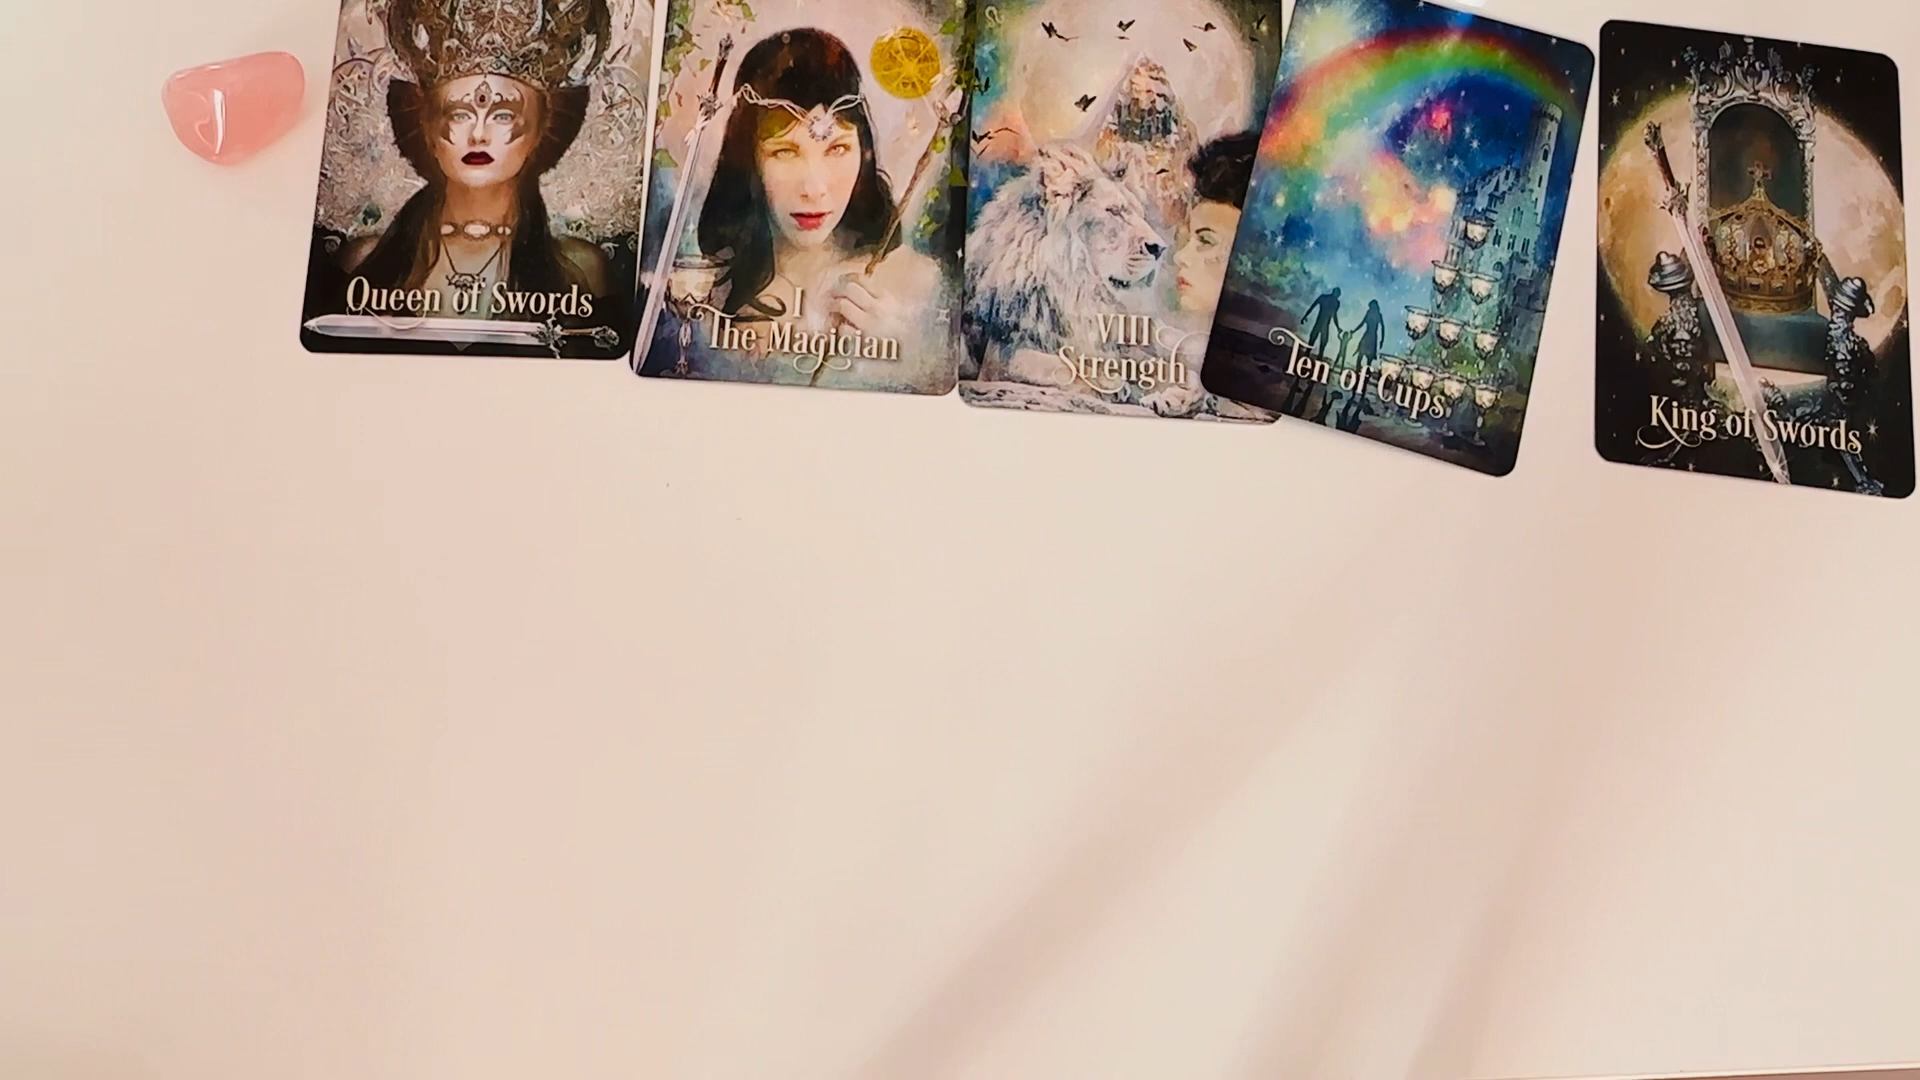 Queen of Swords
I
The Magician
VIII
Strength
Ten of Cups
King of Swords